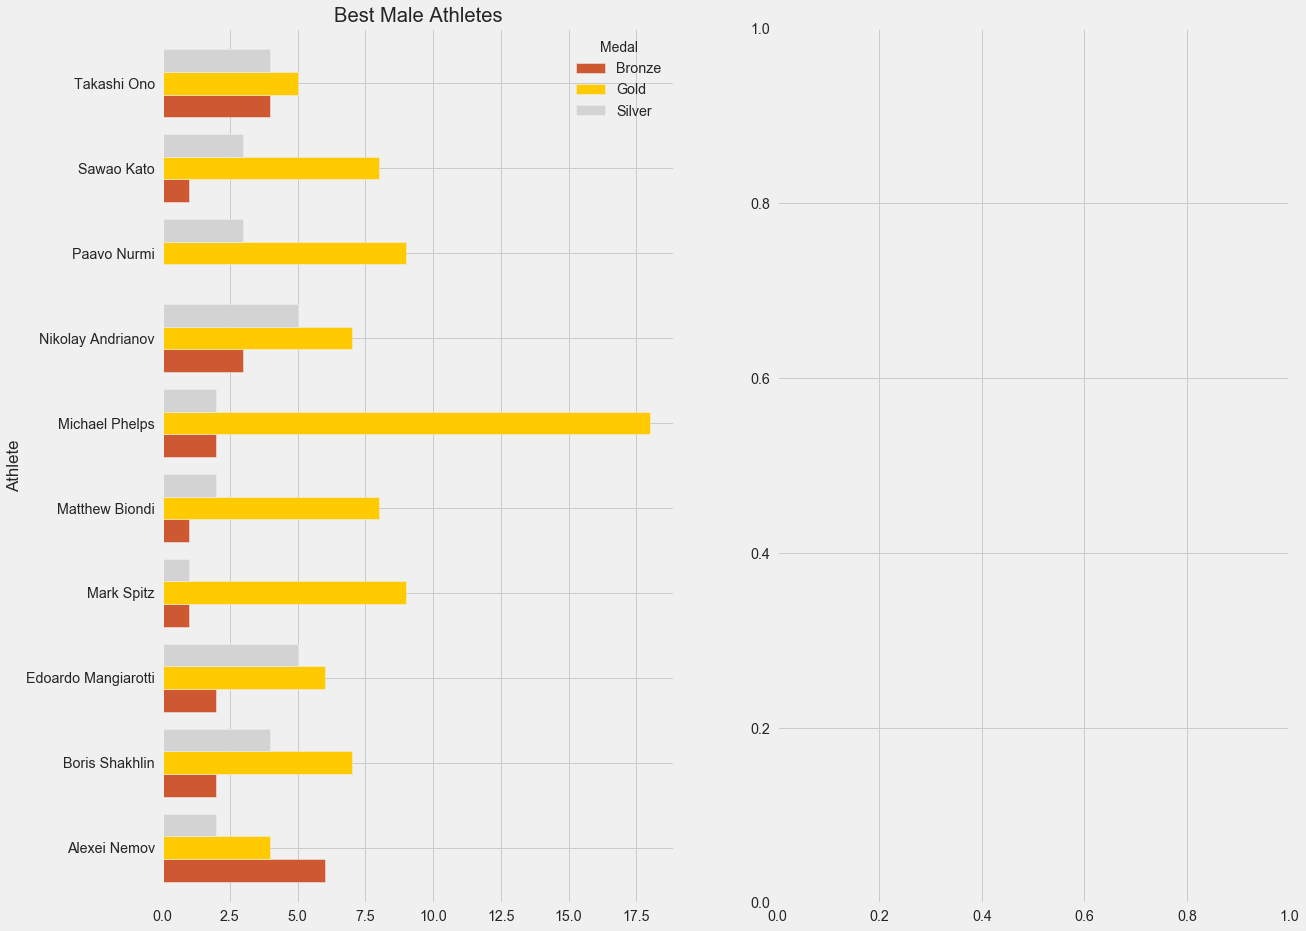 Best Male Athletes
Medal
Bronze
Gold
Silver
Athlete
Takashi Ono
Sawao Kato
Paavo Nurmi
Nikolay Andrianov
Michael Phelps
Matthew Biondi
Mark Spitz
Edoardo Mangiarotti
Boris Shakhlin
Alexei Nemov
0.0 2.5 5.0 7.5 10.0 12.5 15.0 17.5
1.0
0.8
0.6
0.4
0.2
0.0
0.0 0.2 0.4 0.6 0.8 1.0